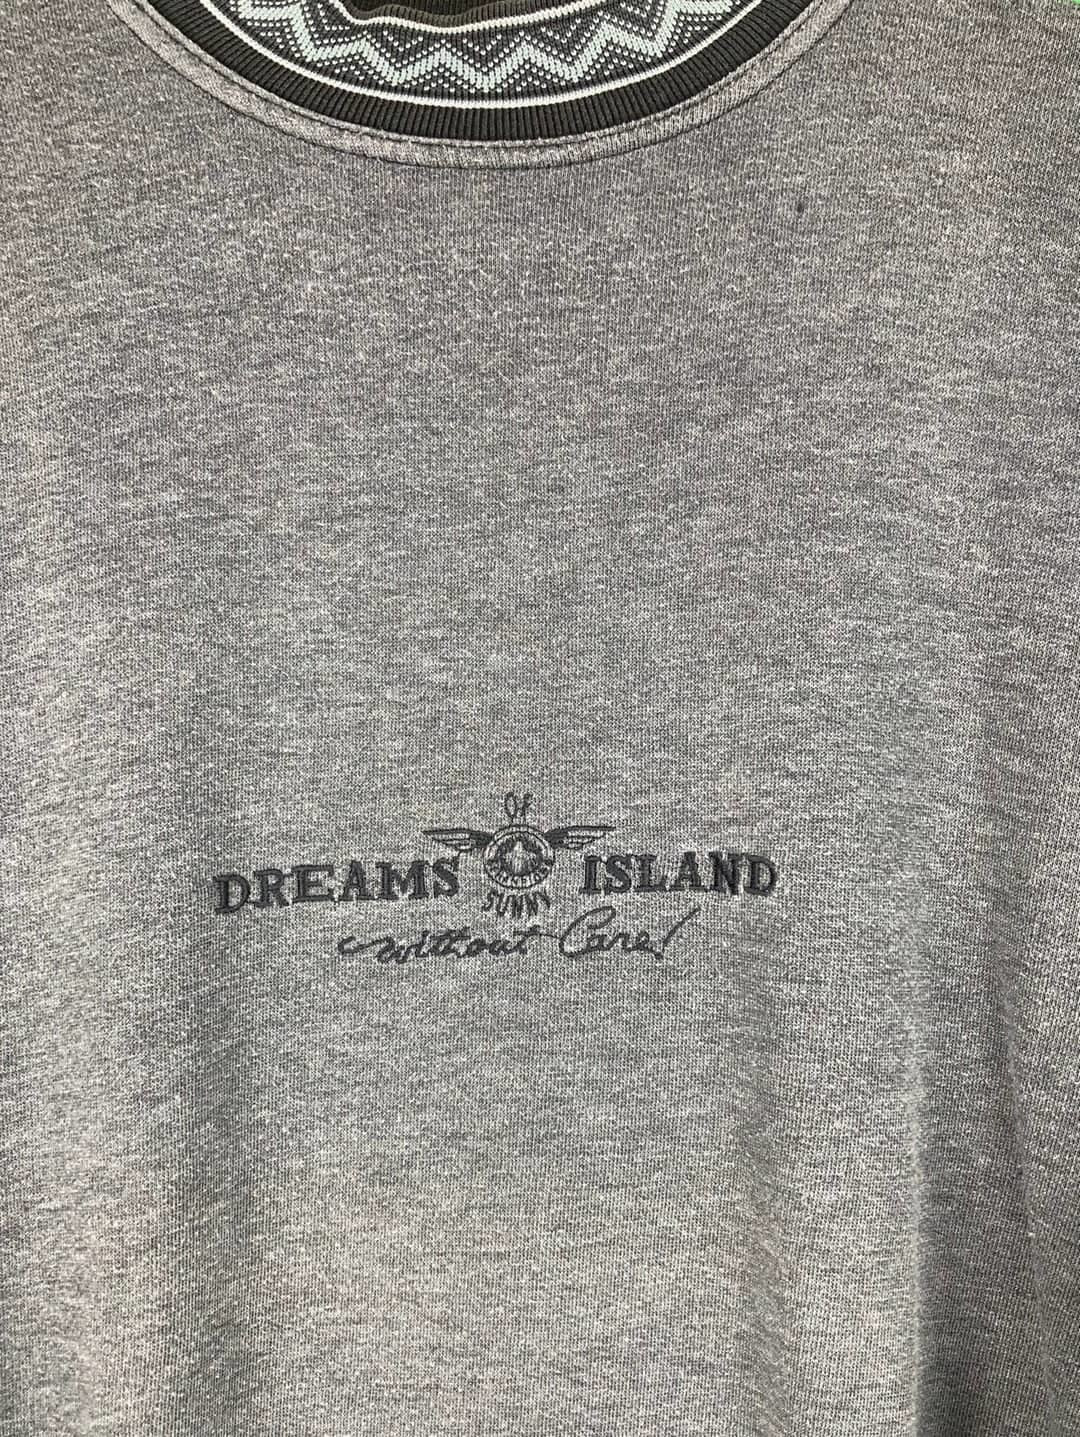 Of
DREAMS ISLAND
SUNNY
without Care!